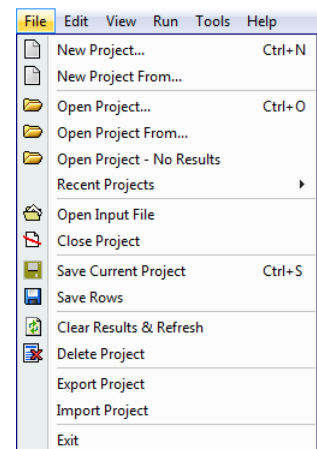 File Edit View Run Tools Help
New Project... Ctrl+N
New Project From...
Open Project... Ctrl+O
Open Project From...
Open Project - No Results
Recent Projects
Open Input File
Close Project
Save Current Project Ctrl+S
Save Rows
Clear Results & Refresh
Delete Project
Export Project
Import Project
Exit